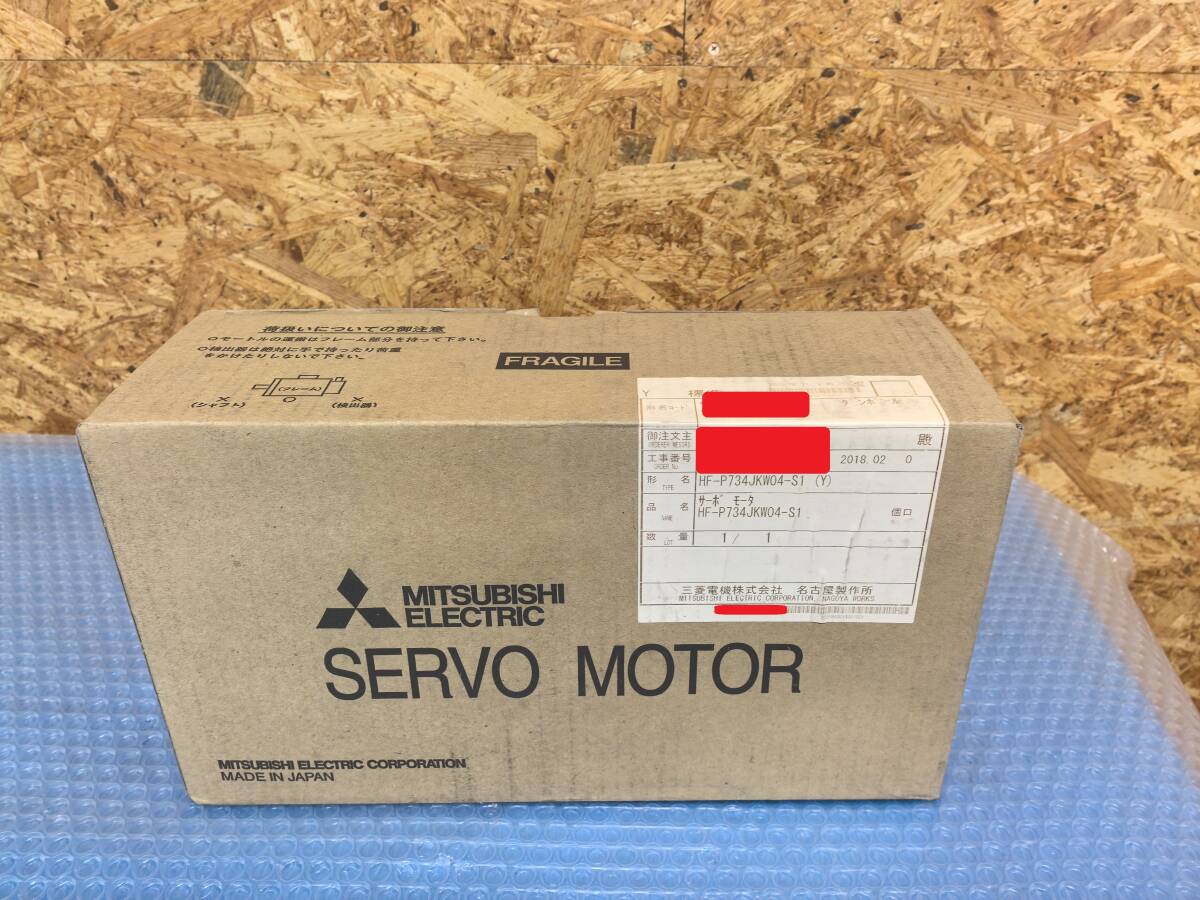 荷扱いについての御注意
○モートルの運搬はフレーム部分を持って下さい。
○検出器は絶対に手で持ったり荷重
をかけたりしないで下さい。
(フレーム)
× ○ ×
(シャフト) (検出器)
FRAGILE
Y
御注文主 殿
工事番号 2018.02 0
ORDER No.
形 名 HF-P734JKW04-S1 (Y)
TYPE
品 名 サーボ モータ
NAME HF-P734JKW04-S1 個口
数 量 1/ 1
LOT
三菱電機株式会社 名古屋製作所
MITSUBISHI ELECTRIC CORPORATION NAGOYA WORKS
MITSUBISHI
ELECTRIC
SERVO MOTOR
MITSUBISHI ELECTRIC CORPORATION
MADE IN JAPAN